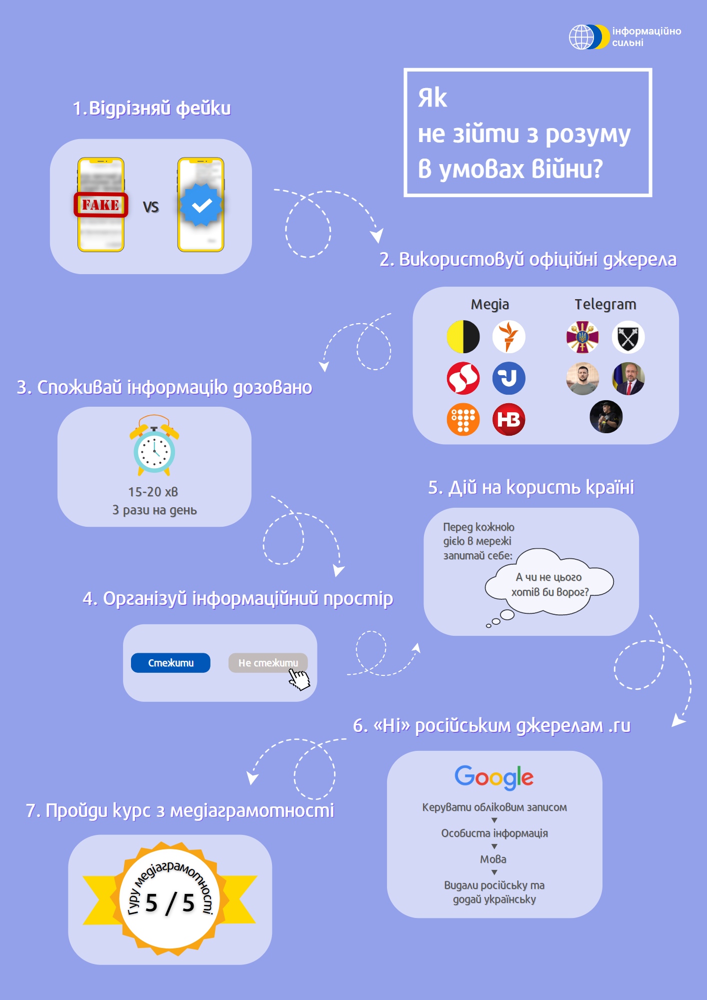 інформаційно
сильні
Як
не зійти з розуму
в умовах війни?
1. Відрізняй фейки
FAKE
VS
2. Використовуй офіційні джерела
Медіа
Telegram
НВ
3. Споживай інформацію дозовано
15-20 хв
3 рази на день
4. Організуй інформаційний простір
Стежити
Не стежити
5. Дій на користь країні
Перед кожною
дією в мережі
запитай себе:
А чи не цього
хотів би ворог?
6. «Ні» російським джерелам .ru
Google
Керувати обліковим записом
Особиста інформація
Мова
Видали російську та
додай українську
7. Пройди курс з медіаграмотності
Гуру медіаграмотності
5 / 5